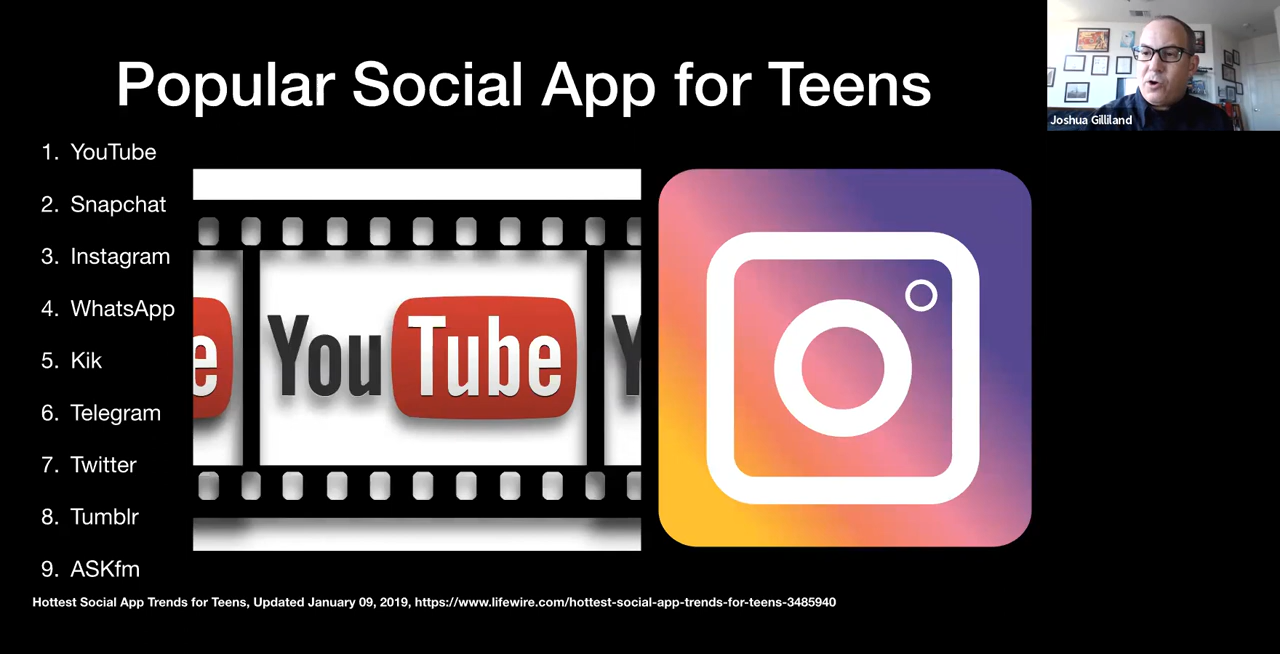 Popular Social App for Teens
Joshua Gilliland
1. YouTube
2. Snapchat
3. Instagram
4. WhatsApp
5. Kik
6. Telegram
7. Twitter
8. Tumblr
9. ASKfm
e
YouTube
Y
Hottest Social App Trends for Teens, Updated January 09, 2019, https://www.lifewire.com/hottest-social-app-trends-for-teens-3485940